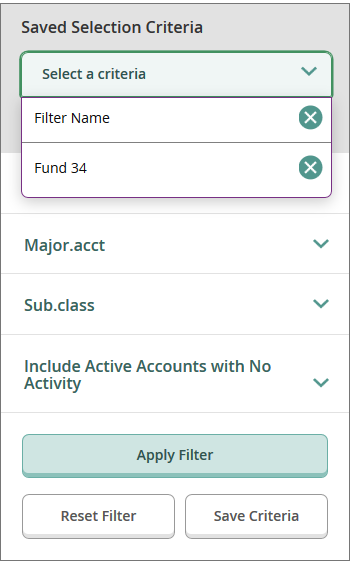 Saved Selection Criteria
Select a criteria
Filter Name
Fund 34
Major.acct
Sub.class
Include Active Accounts with No
Activity
Apply Filter
Reset Filter
Save Criteria